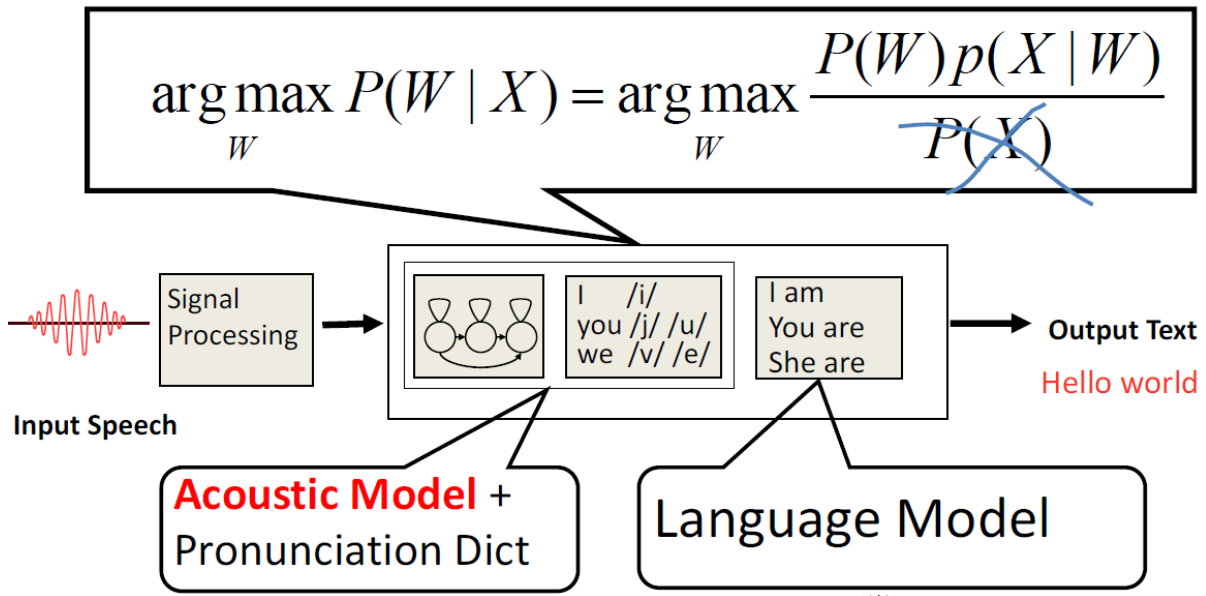 arg max P(W | X) = arg max P(W)p(X | W) / P(X)
W W
Signal
Processing
I /i/
you /j/ /u/
we /v/ /e/
I am
You are
She are
Output Text
Hello world
Input Speech
Acoustic Model +
Pronunciation Dict
Language Model